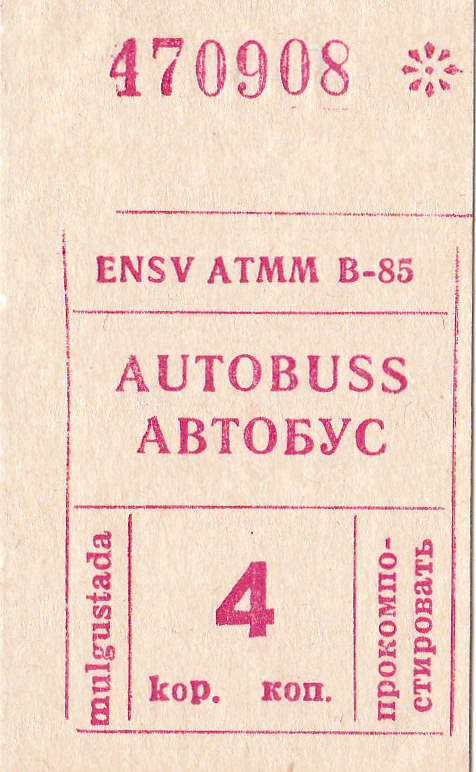 470908
ENSV ATMM B-85
AUTOBUSS
АВТОБУС
mulgustada
4
kop. коп.
прокомпо-
стировать